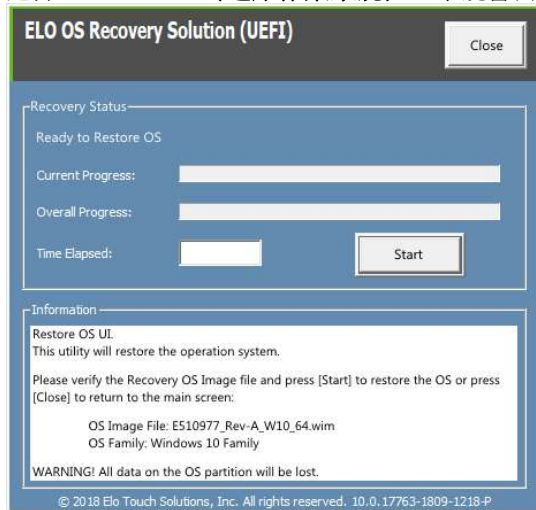 ELO OS Recovery Solution (UEFI)
Close
Recovery Status
Ready to Restore OS
Current Progress:
Overall Progress:
Time Elapsed:
Start
Information
Restore OS UI.
This utility will restore the operation system.
Please verify the Recovery OS Image file and press [Start] to restore the OS or press
[Close] to return to the main screen:
OS Image File: E510977_Rev-A_W10_64.wim
OS Family: Windows 10 Family
WARNING! All data on the OS partition will be lost.
© 2018 Elo Touch Solutions, Inc. All rights reserved. 10.0.17763-1809-1218-P